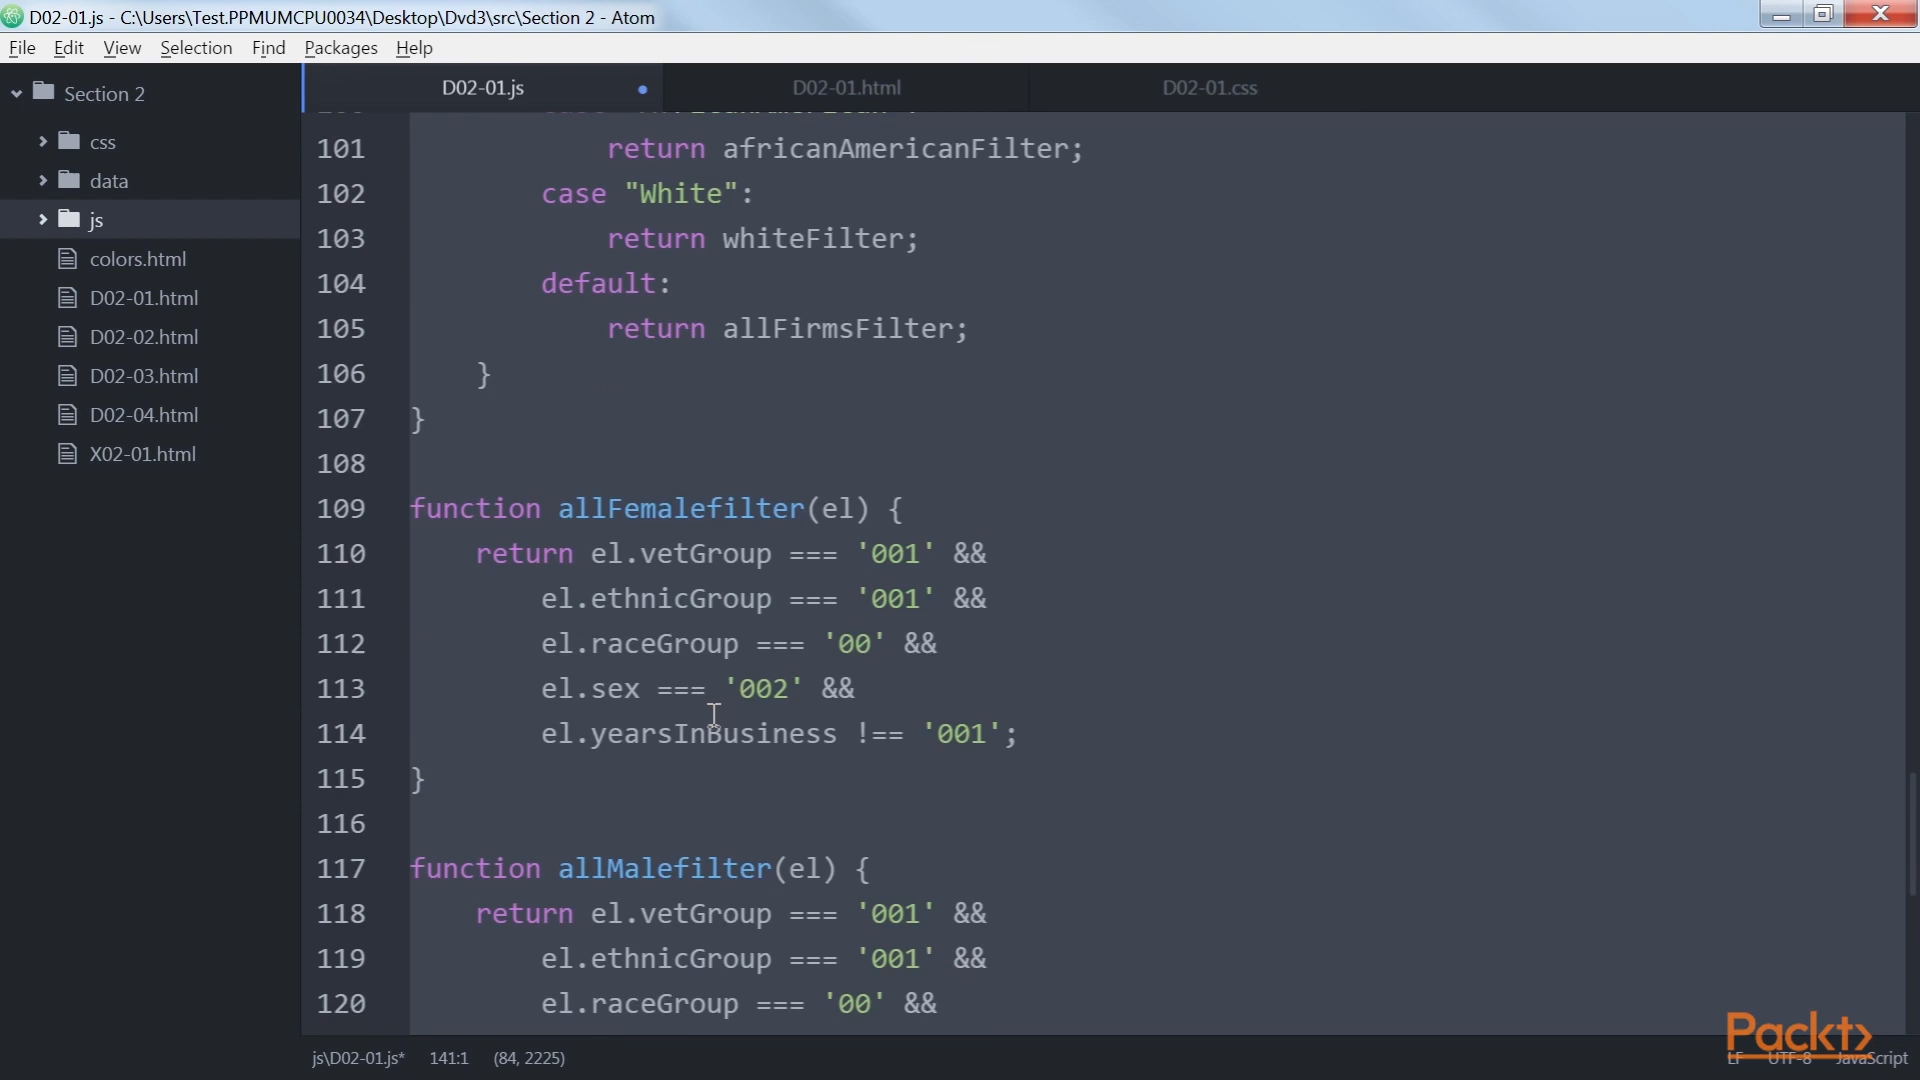 D02-01.js - C:\Users\Test.PPMUMCPU0034\Desktop\Dvd3\src\Section 2 - Atom
File Edit View Selection Find Packages Help
Section 2
css
data
js
colors.html
D02-01.html
D02-02.html
D02-03.html
D02-04.html
X02-01.html
D02-01.js D02-01.html D02-01.css
101 return africanAmericanFilter;
102 case "White":
103 return whiteFilter;
104 default:
105 return allFirmsFilter;
106 }
107 }
108
109 function allFemalefilter(el) {
110 return el.vetGroup === '001' &&
111 el.ethnicGroup === '001' &&
112 el.raceGroup === '00' &&
113 el.sex === '002' &&
114 el.yearsInBusiness !== '001';
115 }
116
117 function allMalefilter(el) {
118 return el.vetGroup === '001' &&
119 el.ethnicGroup === '001' &&
120 el.raceGroup === '00' &&
Packt>
js\D02-01.js* 141:1 (84, 2225) LF UTF-8 JavaScript